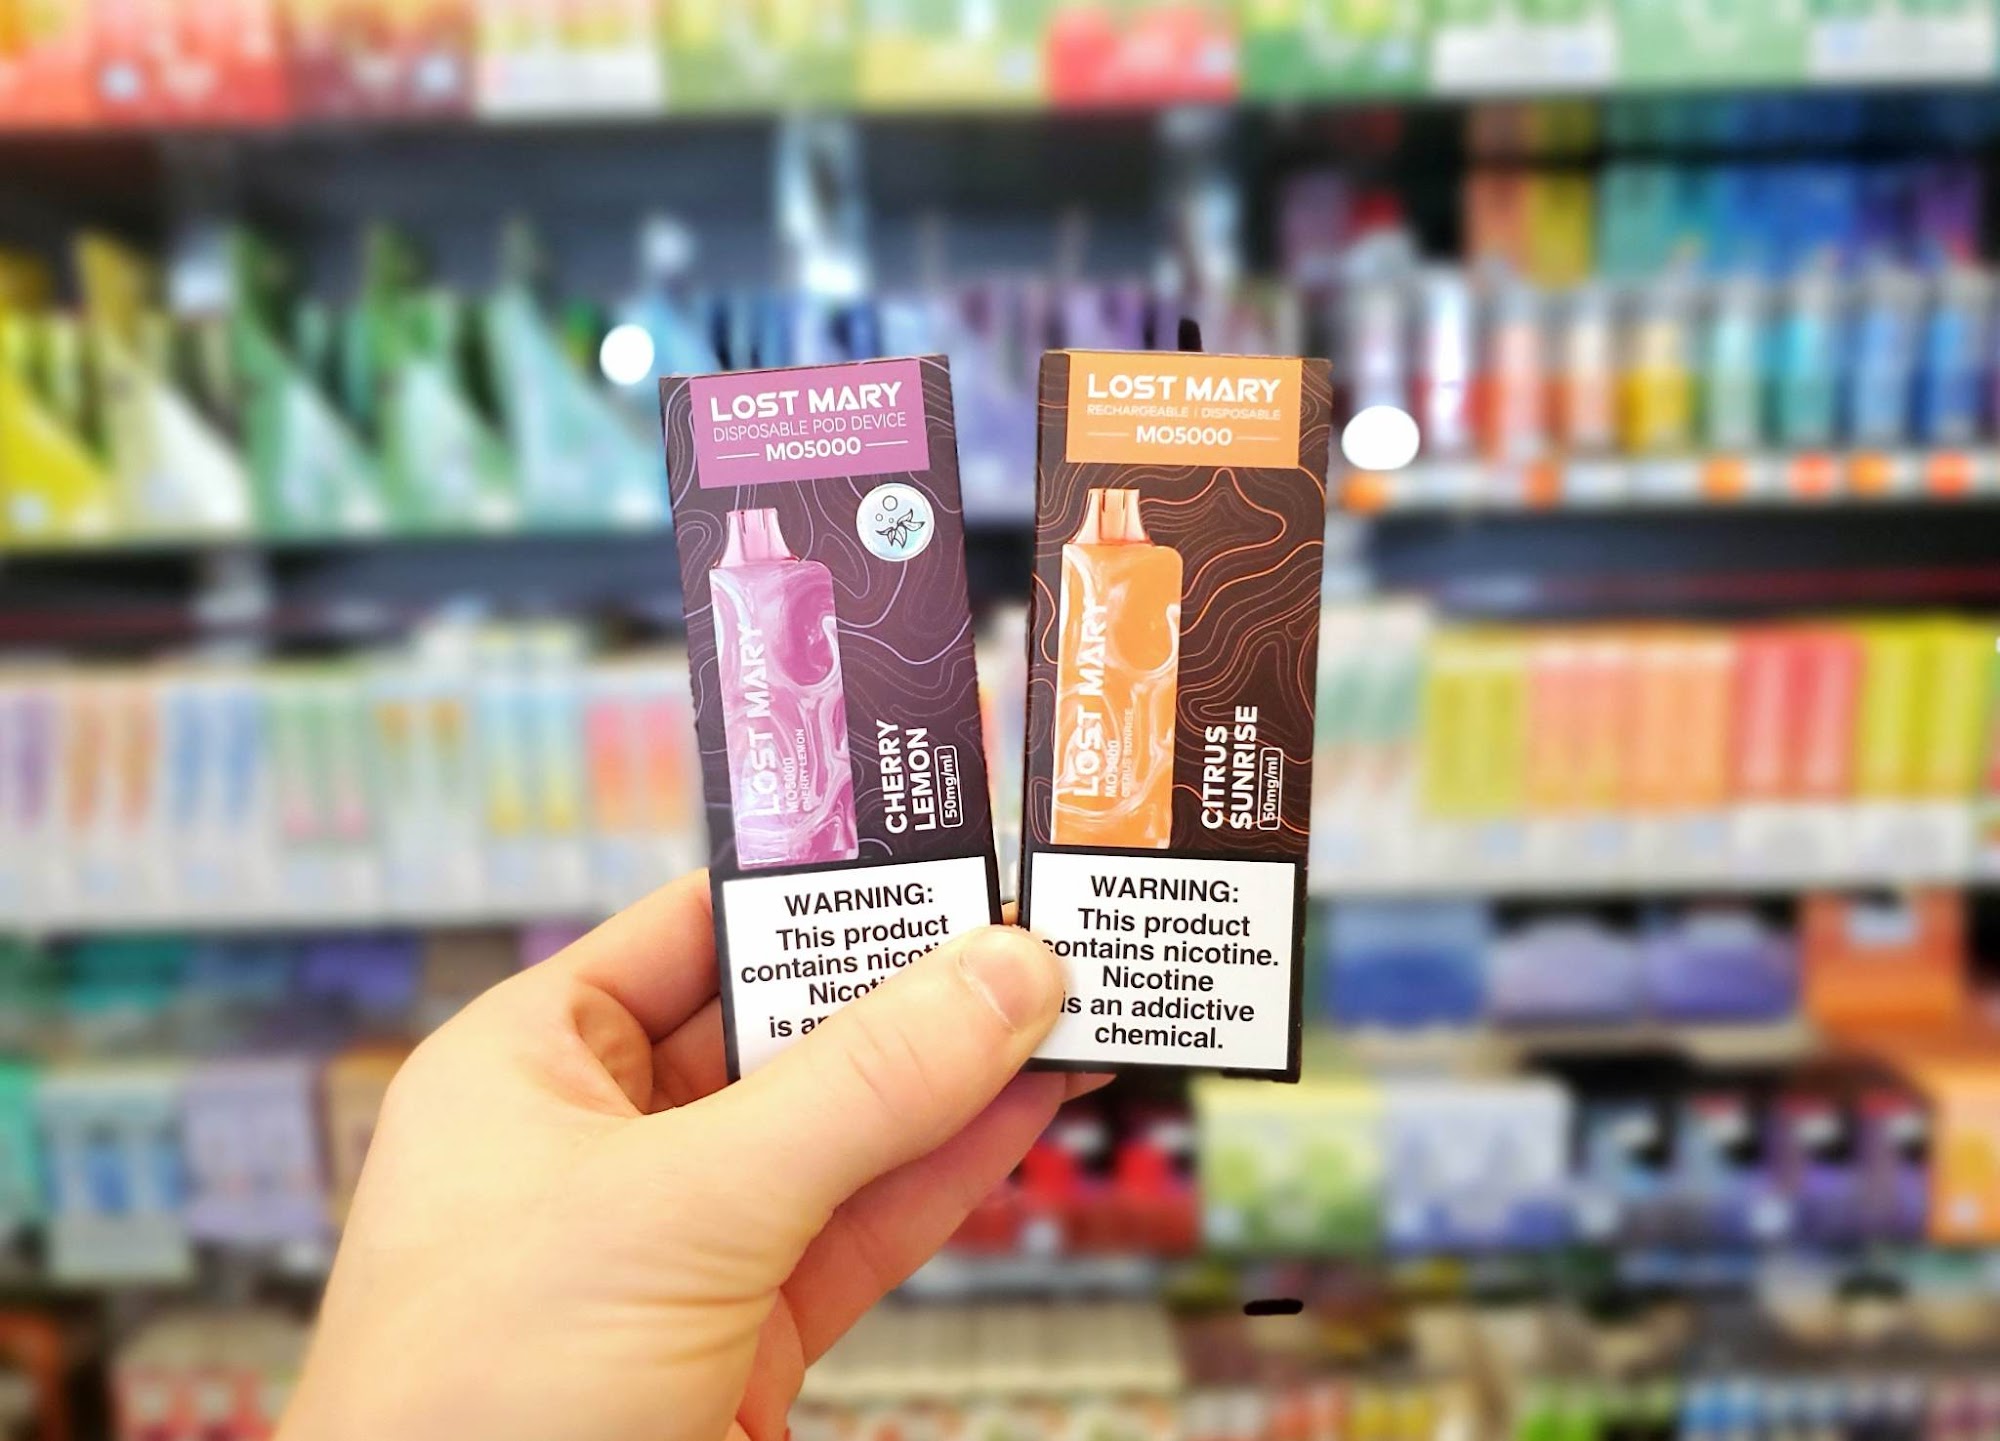 LOST MARY
DISPOSABLE POD DEVICE
MO5000
LOST MARY
MO5000
CHERRY LEMON
CHERRY
LEMON
50mg/ml
WARNING:
This product
contains
is
LOST MARY
RECHARGEABLE | DISPOSABLE
MO5000
LOST MARY
MO5000
CITRUS SUNRISE
CITRUS
SUNRISE
50mg/ml
WARNING:
This product
contains nicotine.
Nicotine
is an addictive
chemical.